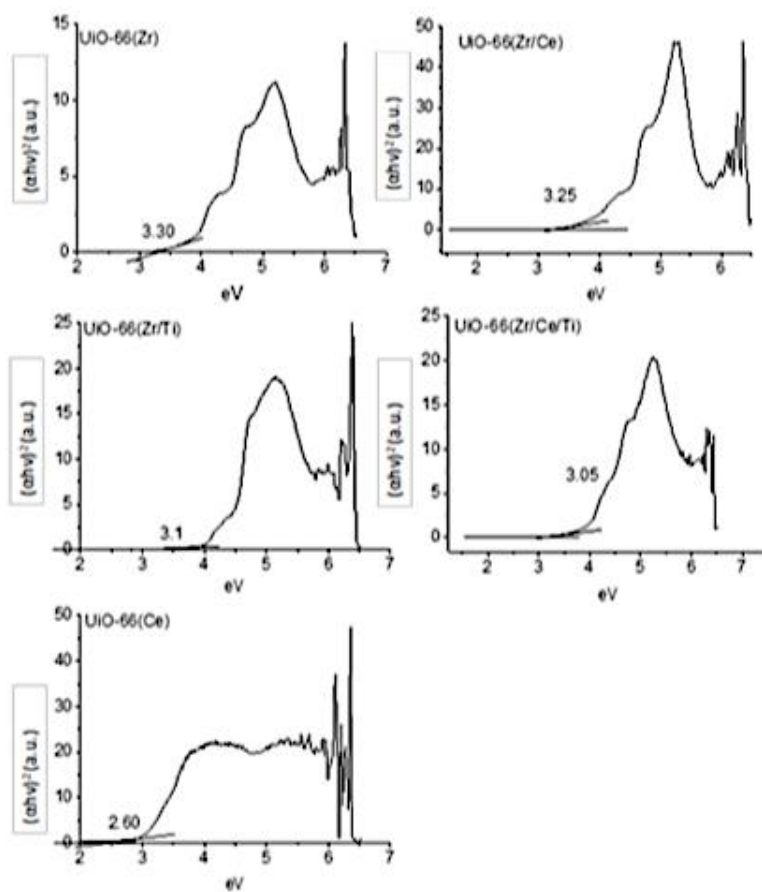 UiO-66(Zr)
(αhν)² (a.u.)
15
10
5
0
3.30
2 3 4 5 6 7
eV
UiO-66(Zr/Ce)
(αhν)² (a.u.)
50
40
30
20
10
0
3.25
2 3 4 5 6
eV
UiO-66(Zr/Ti)
(αhν)² (a.u.)
25
20
15
10
5
0
3.1
2 3 4 5 6 7
eV
UiO-66(Zr/Ce/Ti)
(αhν)² (a.u.)
25
20
15
10
5
0
3.05
2 3 4 5 6 7
eV
UiO-66(Ce)
(αhν)² (a.u.)
50
40
30
20
10
0
2.60
2 3 4 5 6 7
eV